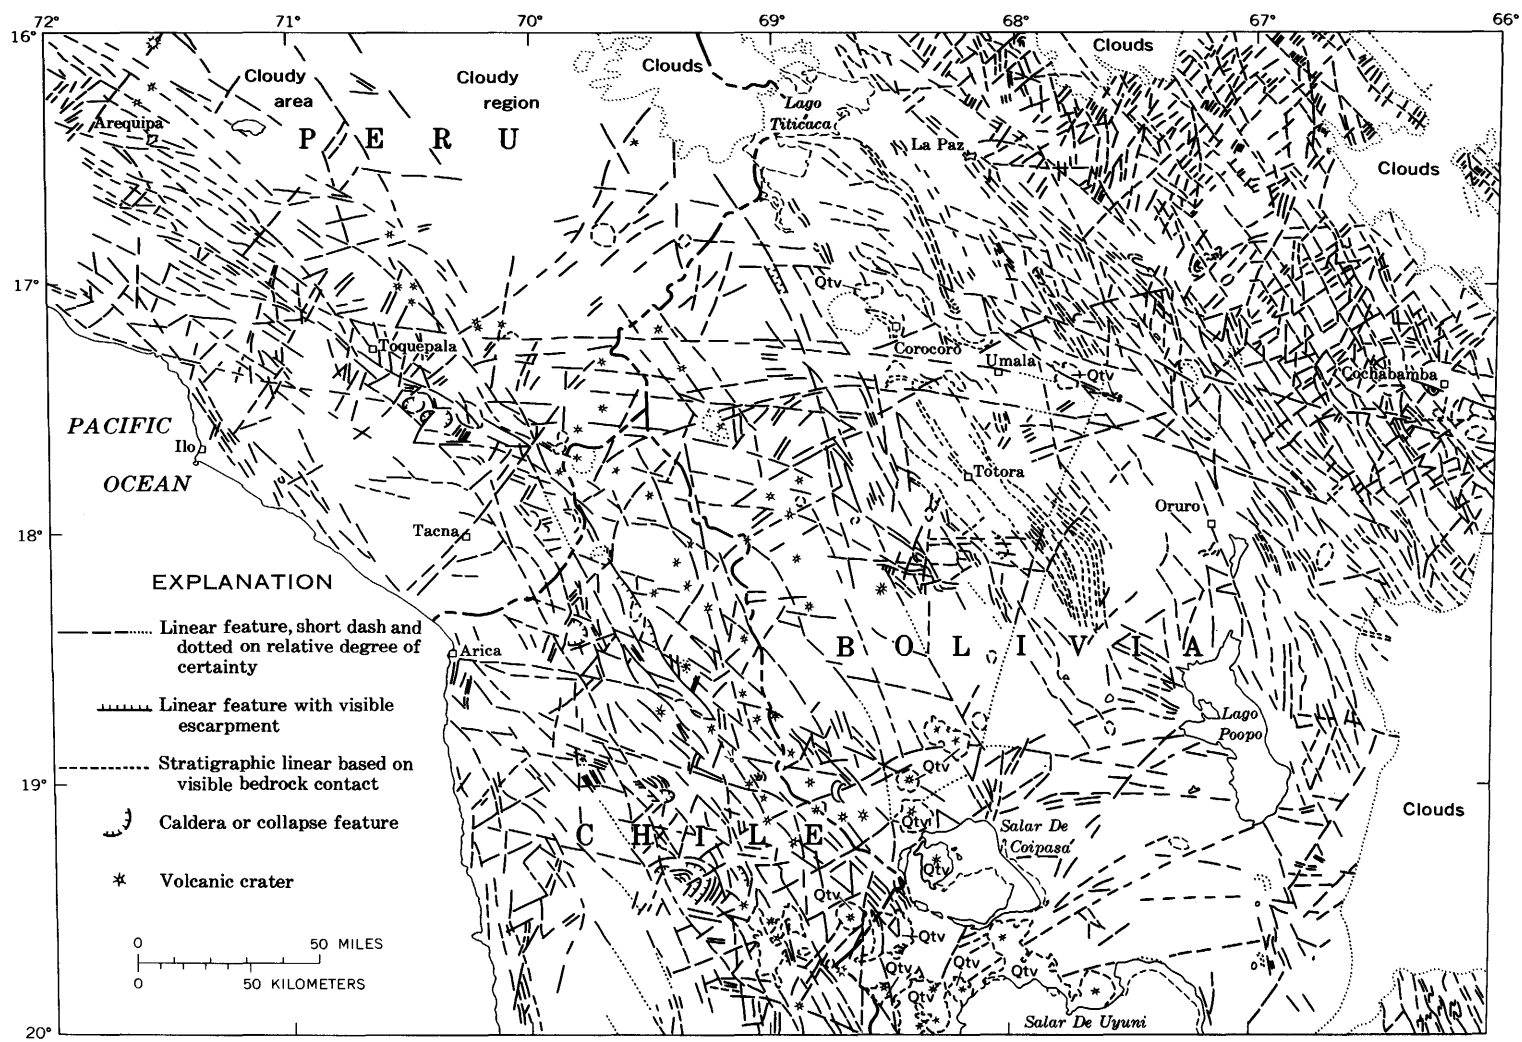 72°
71°
70°
69°
68°
67°
66°
16°
Clouds
Cloudy
area
Cloudy
region
Clouds
Lago
Titicaca
Arequipa
PERU
La Paz
Clouds
17°
Qtv
Toquepala
Corocoro
Umala
Qtv
Cochabamba
PACIFIC
OCEAN
Ilo
Totora
Oruro
Tacna
18°
EXPLANATION
Linear feature, short dash and
dotted on relative degree of
certainty
Linear feature with visible
escarpment
Stratigraphic linear based on
visible bedrock contact
Caldera or collapse feature
Volcanic crater
Arica
BOLIVIA
Lago
Poopo
19°
Qtv
Clouds
CHILE
Qtv
Salar De
Coipasa
Qtv
Qtv
Qtv
Qtv
Qtv
Qtv
Qtv
0 50 MILES
0 50 KILOMETERS
Salar De Uyuni
20°